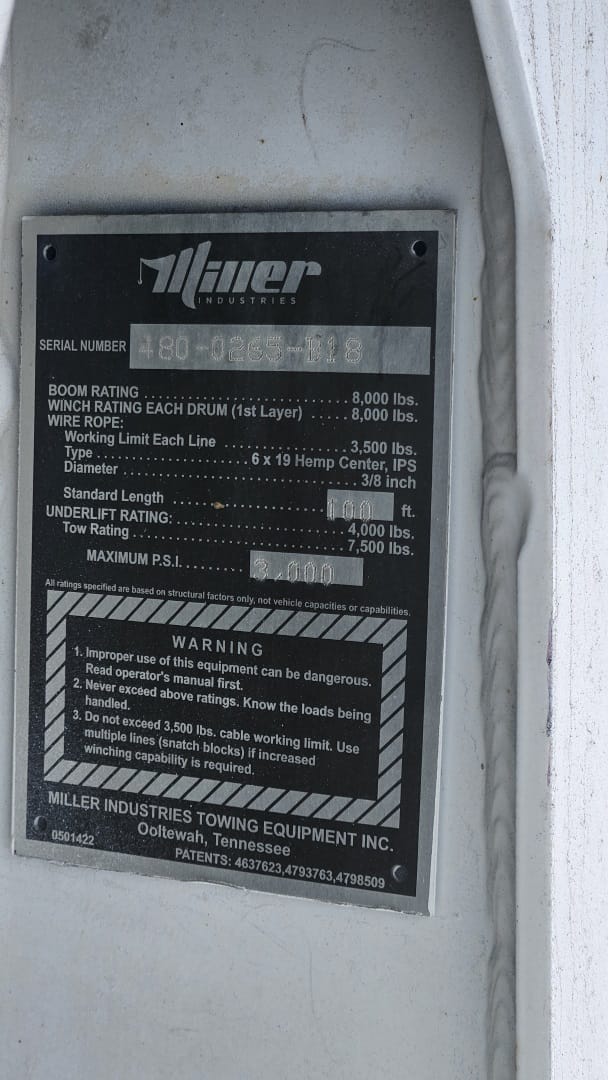 Miller
INDUSTRIES
SERIAL NUMBER 480-0265-B18
BOOM RATING ................................ 8,000 lbs.
WINCH RATING EACH DRUM (1st Layer) ..... 8,000 lbs.
WIRE ROPE:
Working Limit Each Line ................... 3,500 lbs.
Type ....................... 6 x 19 Hemp Center, IPS
Diameter .................................... 3/8 inch
Standard Length ....................... 100 ft.
UNDERLIFT RATING: .......................... 4,000 lbs.
Tow Rating ................................ 7,500 lbs.
MAXIMUM P.S.I. ........ 3,000
All ratings specified are based on structural factors only, not vehicle capacities or capabilities.
WARNING
1. Improper use of this equipment can be dangerous.
Read operator's manual first.
2. Never exceed above ratings. Know the loads being
handled.
3. Do not exceed 3,500 lbs. cable working limit. Use
multiple lines (snatch blocks) if increased
winching capability is required.
MILLER INDUSTRIES TOWING EQUIPMENT INC.
Ooltewah, Tennessee
0501422 PATENTS: 4637623,4793763,4798509